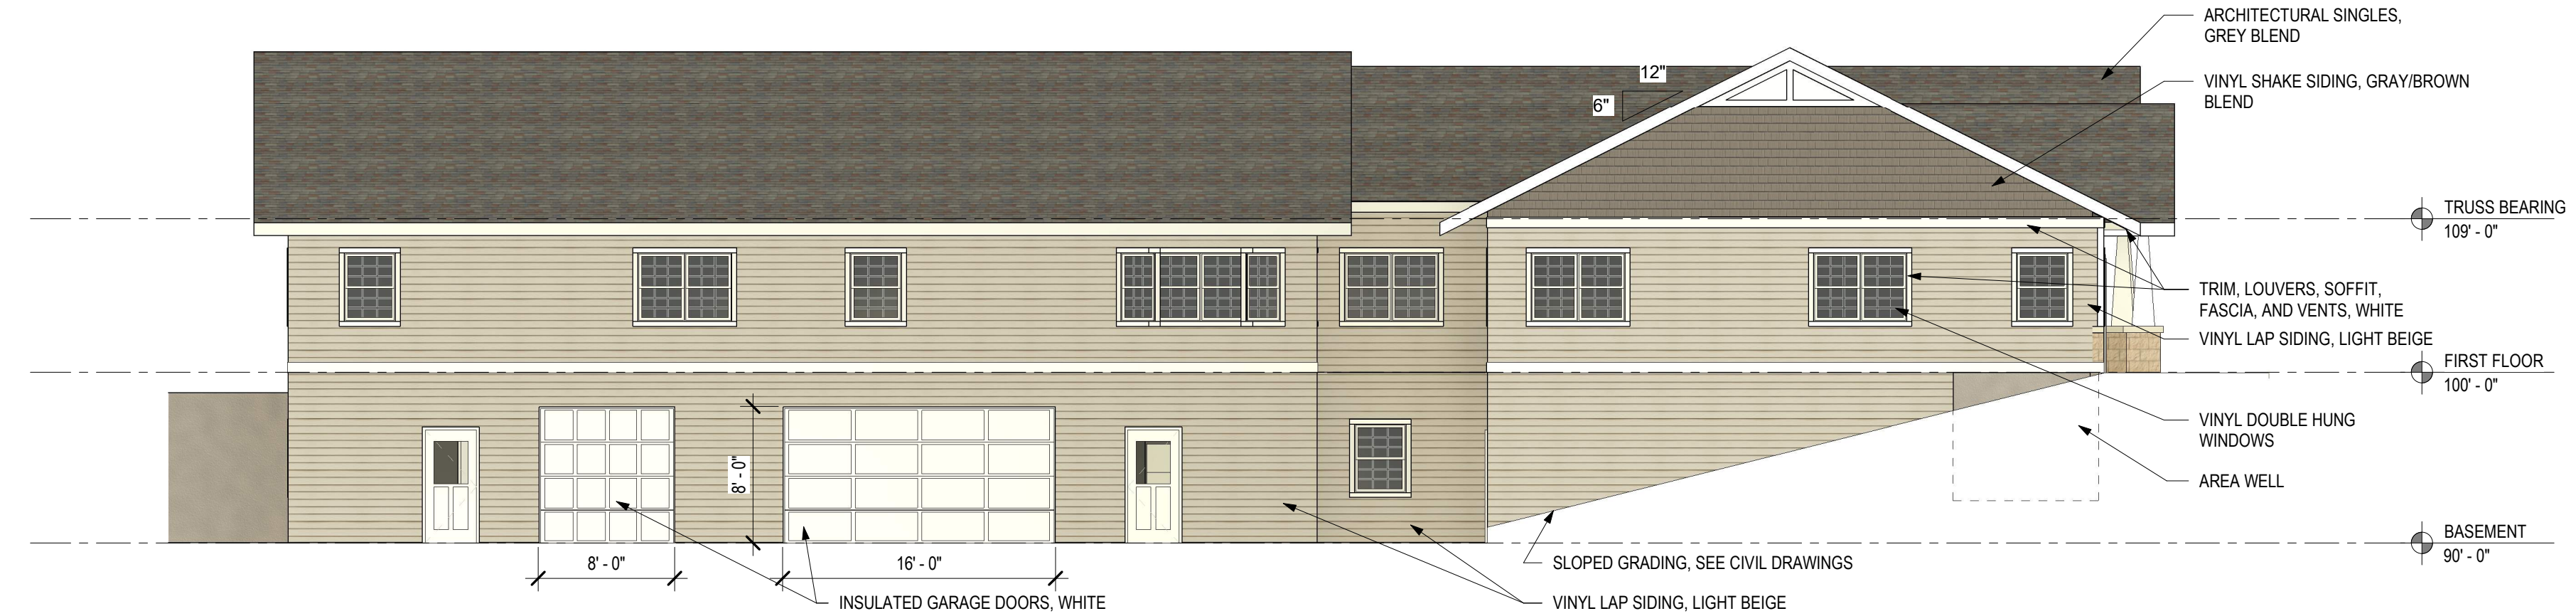 ARCHITECTURAL SINGLES,
GREY BLEND
12"
6"
VINYL SHAKE SIDING, GRAY/BROWN
BLEND
TRUSS BEARING
109' - 0"
TRIM, LOUVERS, SOFFIT,
FASCIA, AND VENTS, WHITE
VINYL LAP SIDING, LIGHT BEIGE
FIRST FLOOR
100' - 0"
VINYL DOUBLE HUNG
WINDOWS
8' - 0"
AREA WELL
BASEMENT
90' - 0"
8' - 0"
16' - 0"
SLOPED GRADING, SEE CIVIL DRAWINGS
INSULATED GARAGE DOORS, WHITE
VINYL LAP SIDING, LIGHT BEIGE